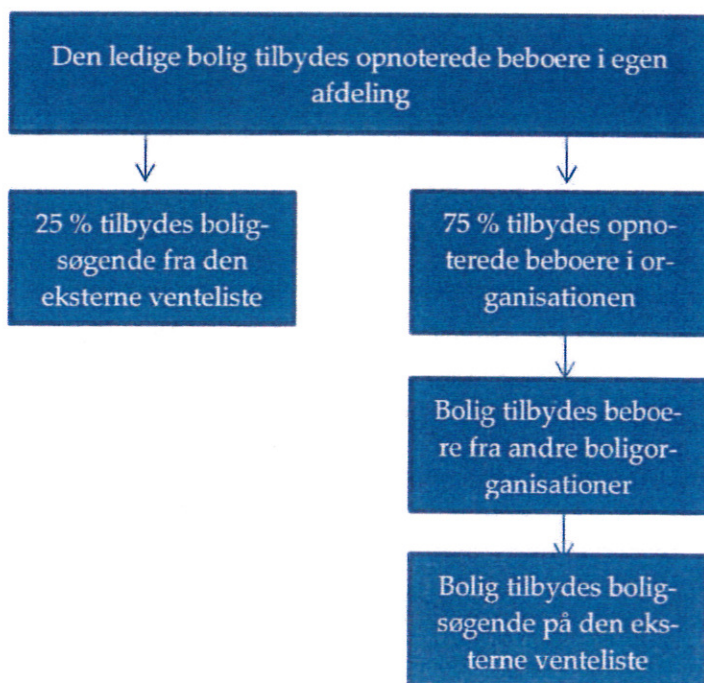 Den ledige bolig tilbydes opnoterede beboere i egen
afdeling
25 % tilbydes bolig-
søgende fra den
eksterne venteliste
75 % tilbydes opno-
terede beboere i or-
ganisationen
Bolig tilbydes beboe-
re fra andre boligor-
ganisationer
Bolig tilbydes bolig-
søgende på den eks-
terne venteliste